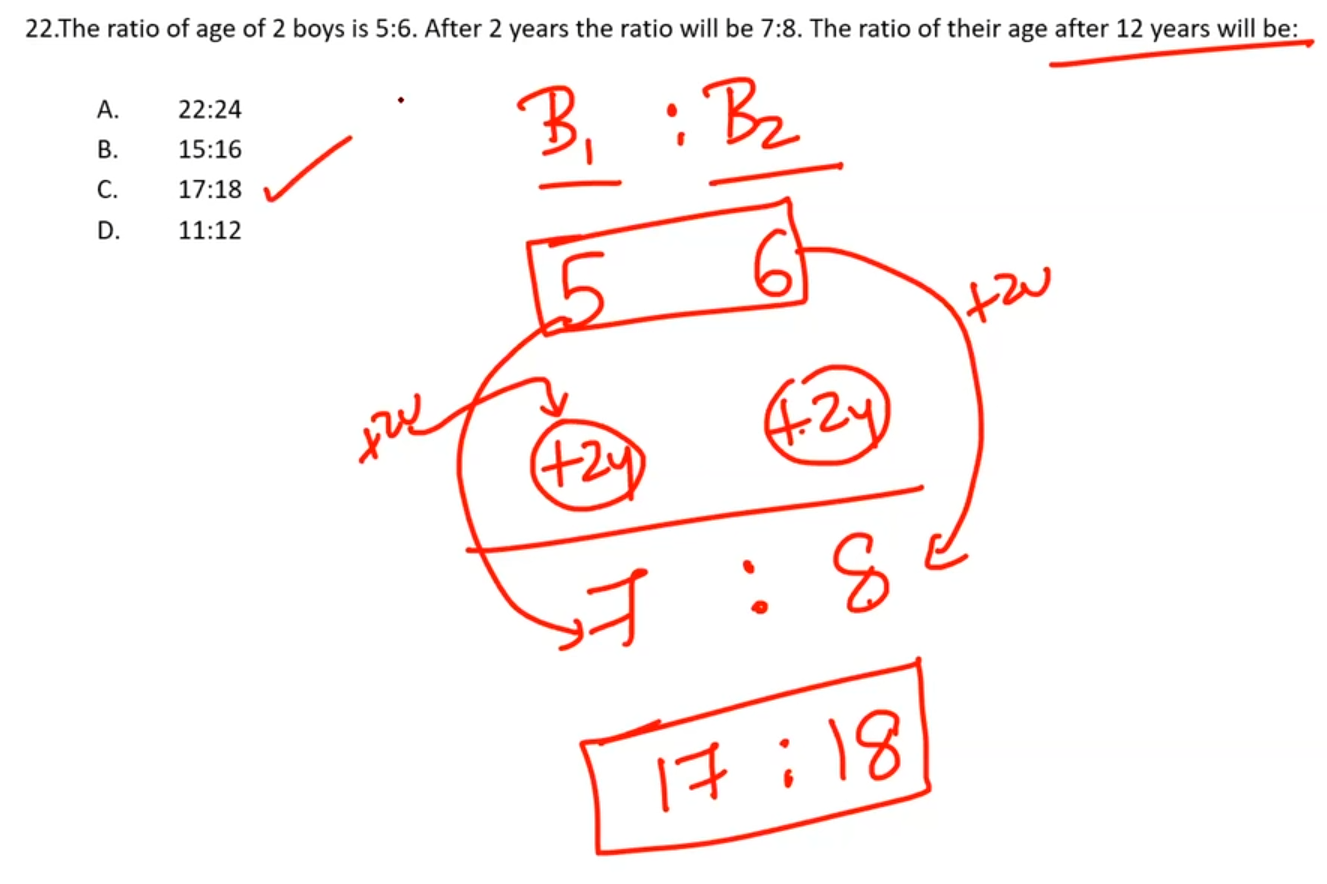 22.The ratio of age of 2 boys is 5:6. After 2 years the ratio will be 7:8. The ratio of their age after 12 years will be:
A. 22:24
B. 15:16
C. 17:18
D. 11:12
B₁ : B₂
5 6
+2u
+2u
+2y +2y
7 : 8
17 : 18